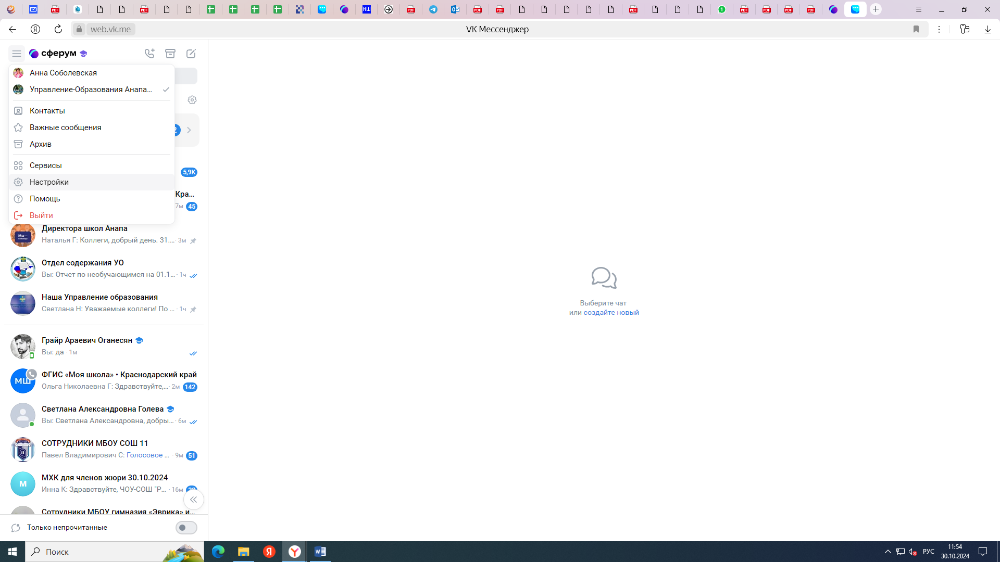 web.vk.me
VK Мессенджер
сферум
Анна Соболевская
Управление-Образования Анапа...
Контакты
Важные сообщения
Архив
Сервисы
5,9K
Настройки
Помощь
Кра...
7м 45
Выйти
Директора школ Анапа
Наталья Г: Коллеги, добрый день. 31.... · 3м
Отдел содержания УО
Вы: Отчет по необучающимся на 01.1... · 1ч
Наша Управление образования
Светлана Н: Уважаемые коллеги! По ... · 1ч
Выберите чат
или создайте новый
Грайр Араевич Оганесян
Вы: да · 1м
МШ
ФГИС «Моя школа» • Краснодарский край
Ольга Николаевна Г: Здравствуйте,... · 2м 142
Светлана Александровна Голева
Вы: Светлана Александровна, добры... · 6м
СОТРУДНИКИ МБОУ СОШ 11
Павел Владимирович С: Голосовое ... · 9м 51
М
МХК для членов жюри 30.10.2024
Инна К: Здравствуйте, ЧОУ-СОШ "Р... · 16м
Сотрудники МБОУ гимназия «Эврика» и...
Только непрочитанные
Поиск
РУС
11:54
30.10.2024